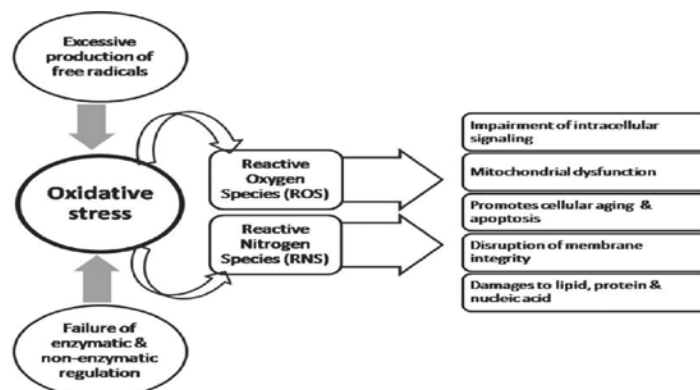 Excessive
production of
free radicals
Oxidative
stress
Failure of
enzymatic &
non-enzymatic
regulation
Reactive
Oxygen
Species (ROS)
Reactive
Nitrogen
Species (RNS)
Impairment of intracellular
signaling
Mitochondrial dysfunction
Promotes cellular aging &
apoptosis
Disruption of membrane
integrity
Damages to lipid, protein &
nucleic acid